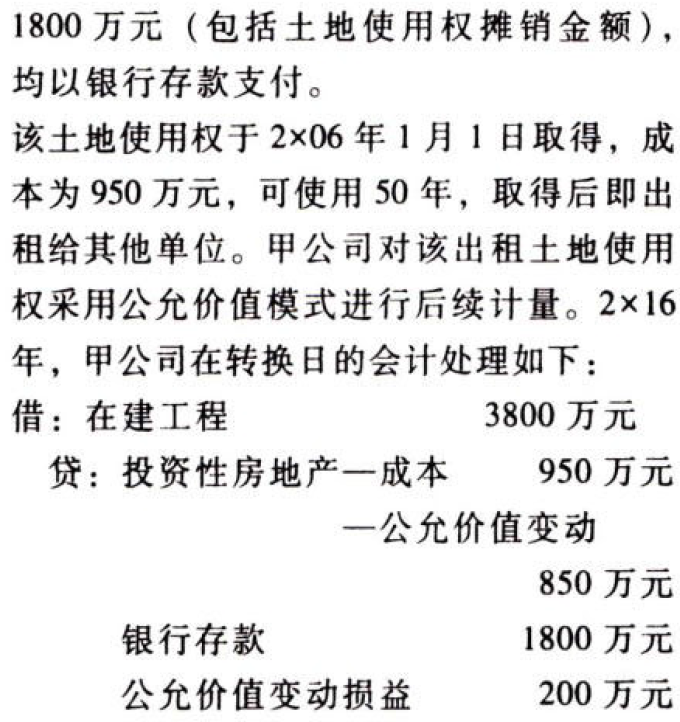 1800 万元（包括土地使用权摊销金额），
均以银行存款支付。
该土地使用权于 2×06 年 1 月 1 日取得，成
本为 950 万元，可使用 50 年，取得后即出
租给其他单位。甲公司对该出租土地使用
权采用公允价值模式进行后续计量。2×16
年，甲公司在转换日的会计处理如下：
借：在建工程 3800 万元
贷：投资性房地产—成本 950 万元
—公允价值变动
850 万元
银行存款 1800 万元
公允价值变动损益 200 万元